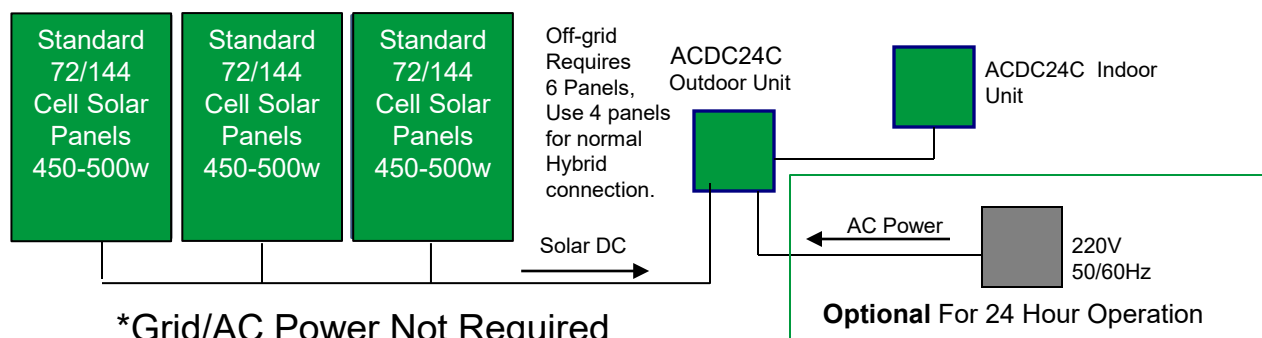 Standard
72/144
Cell Solar
Panels
450-500w
Standard
72/144
Cell Solar
Panels
450-500w
Standard
72/144
Cell Solar
Panels
450-500w
Off-grid
Requires
6 Panels,
Use 4 panels
for normal
Hybrid
connection.
ACDC24C
Outdoor Unit
ACDC24C Indoor
Unit
Solar DC
AC Power
220V
50/60Hz
*Grid/AC Power Not Required
Optional For 24 Hour Operation